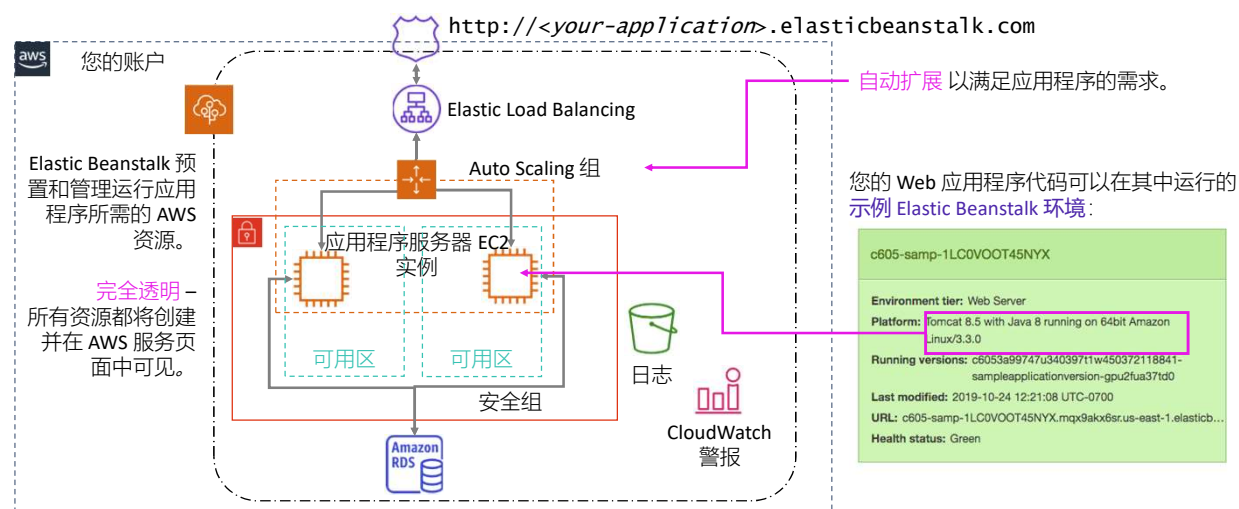 http://<your-application>.elasticbeanstalk.com
aws
您的账户
自动扩展 以满足应用程序的需求。
Elastic Load Balancing
Auto Scaling 组
Elastic Beanstalk 预
置和管理运行应用
程序所需的 AWS
资源。
完全透明 –
所有资源都将创建
并在 AWS 服务页
面中可见。
应用程序服务器 EC2
实例
可用区
可用区
安全组
日志
CloudWatch
警报
Amazon
RDS
您的 Web 应用程序代码可以在其中运行的
示例 Elastic Beanstalk 环境:
c605-samp-1LC0VOOT45NYX
Environment tier: Web Server
Platform: Tomcat 8.5 with Java 8 running on 64bit Amazon
Linux/3.3.0
Running versions: c6053a99747u340397t1w450372118841-
sampleapplicationversion-gpu2fua37td0
Last modified: 2019-10-24 12:21:08 UTC-0700
URL: c605-samp-1LC0VOOT45NYX.mqx9akx6sr.us-east-1.elasticb...
Health status: Green